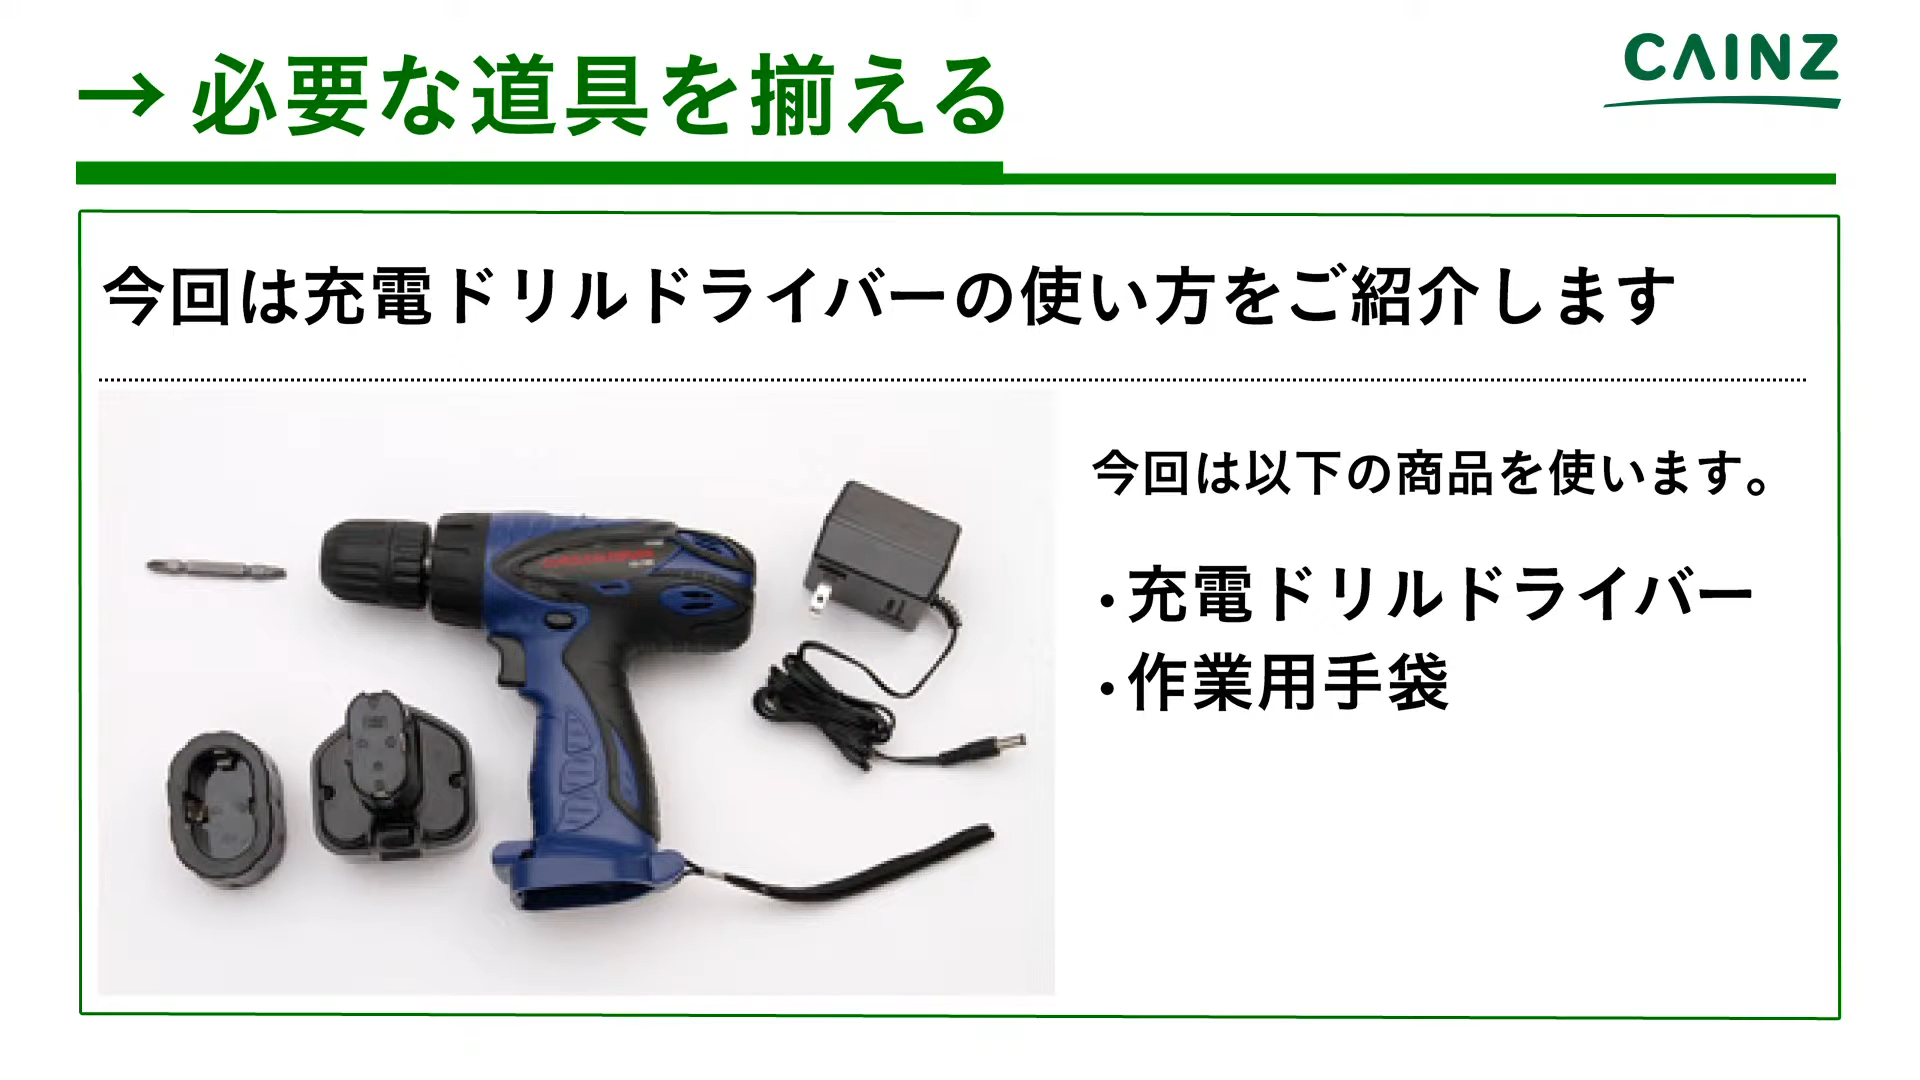 → 必要な道具を揃える
CAINZ
今回は充電ドリルドライバーの使い方をご紹介します
今回は以下の商品を使います。
・充電ドリルドライバー
・作業用手袋